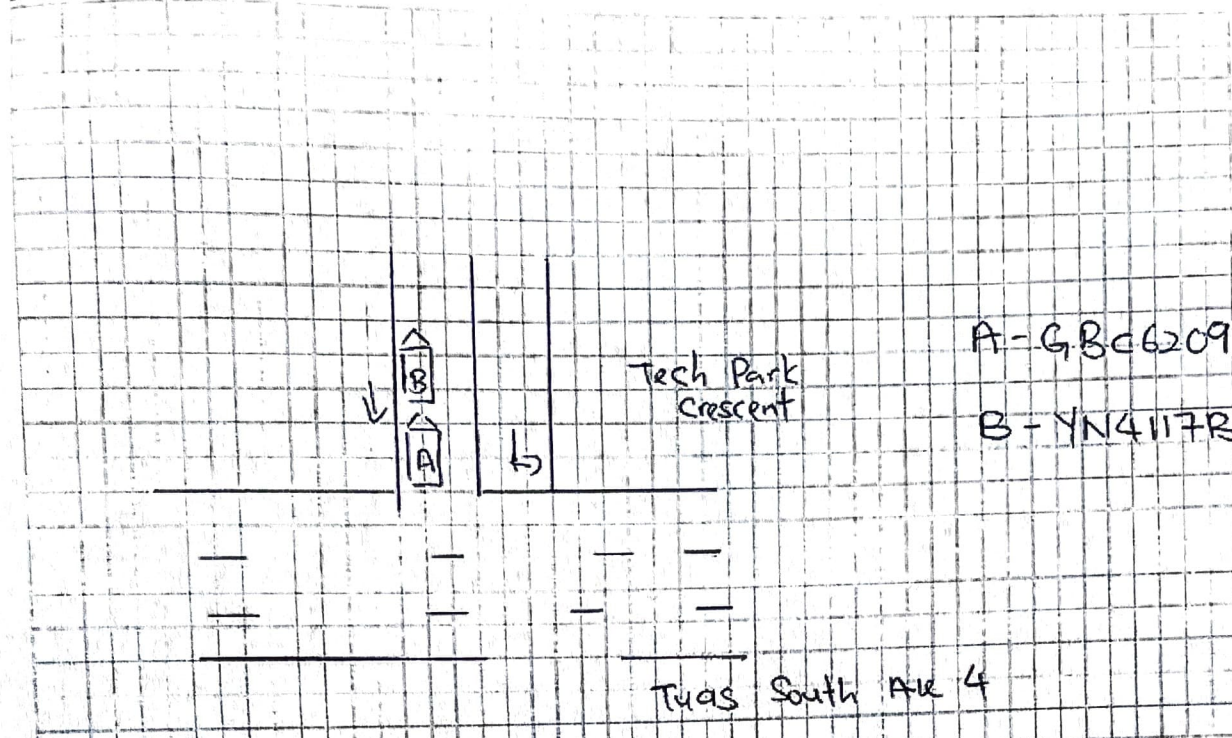 A - GBC6209
B - YN4117R
Tech Park
Crescent
B
A
Tuas South Ave 4